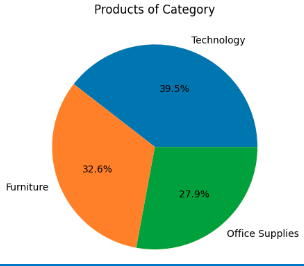 Products of Category
Technology
39.5%
32.6%
Furniture
27.9%
Office Supplies